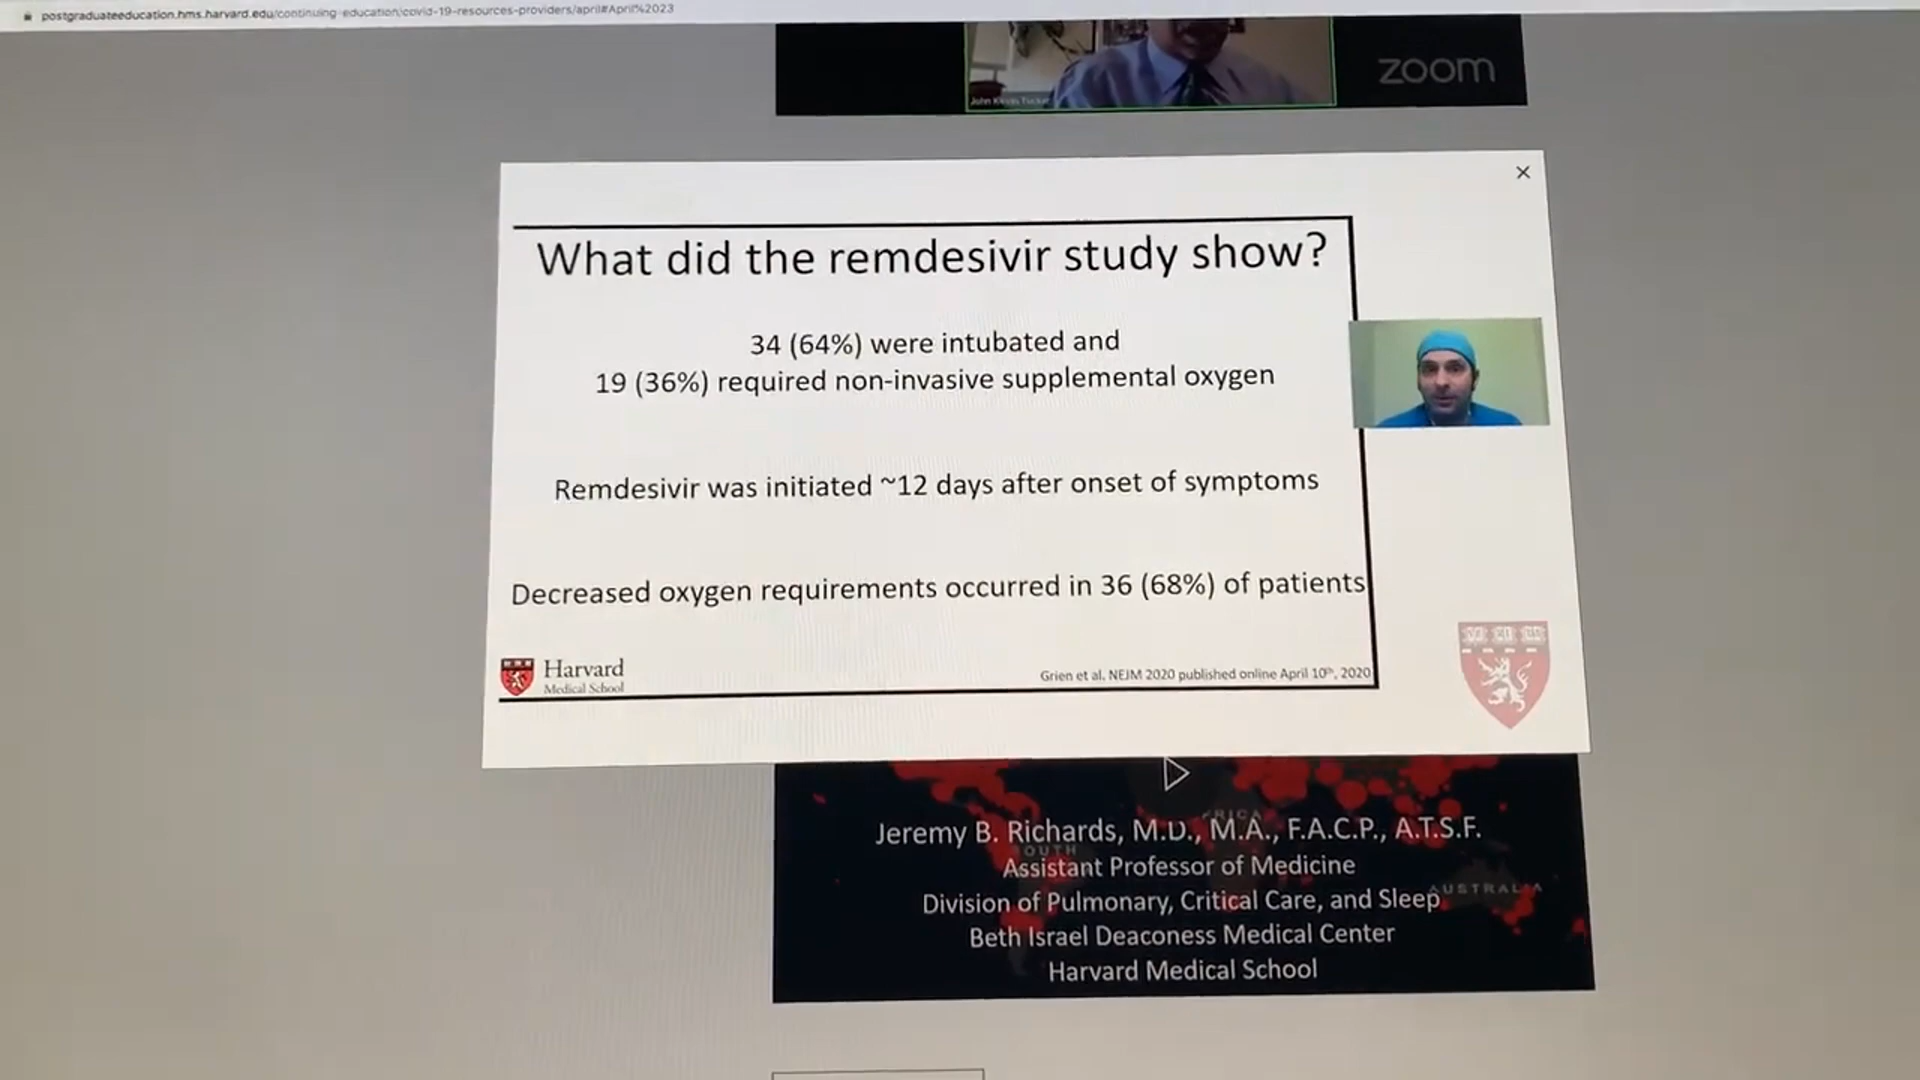 postgraduateeducation.hms.harvard.edu/continuing-education/covid-19-resources-providers/april#April%2023
zoom
John Kevin Tucker
What did the remdesivir study show?
34 (64%) were intubated and
19 (36%) required non-invasive supplemental oxygen
Remdesivir was initiated ~12 days after onset of symptoms
Decreased oxygen requirements occurred in 36 (68%) of patients
Harvard
Medical School
Grien et al. NEJM 2020 published online April 10th, 2020
Jeremy B. Richards, M.D., M.A., F.A.C.P., A.T.S.F.
Assistant Professor of Medicine
Division of Pulmonary, Critical Care, and Sleep
AUSTRALIA
Beth Israel Deaconess Medical Center
Harvard Medical School